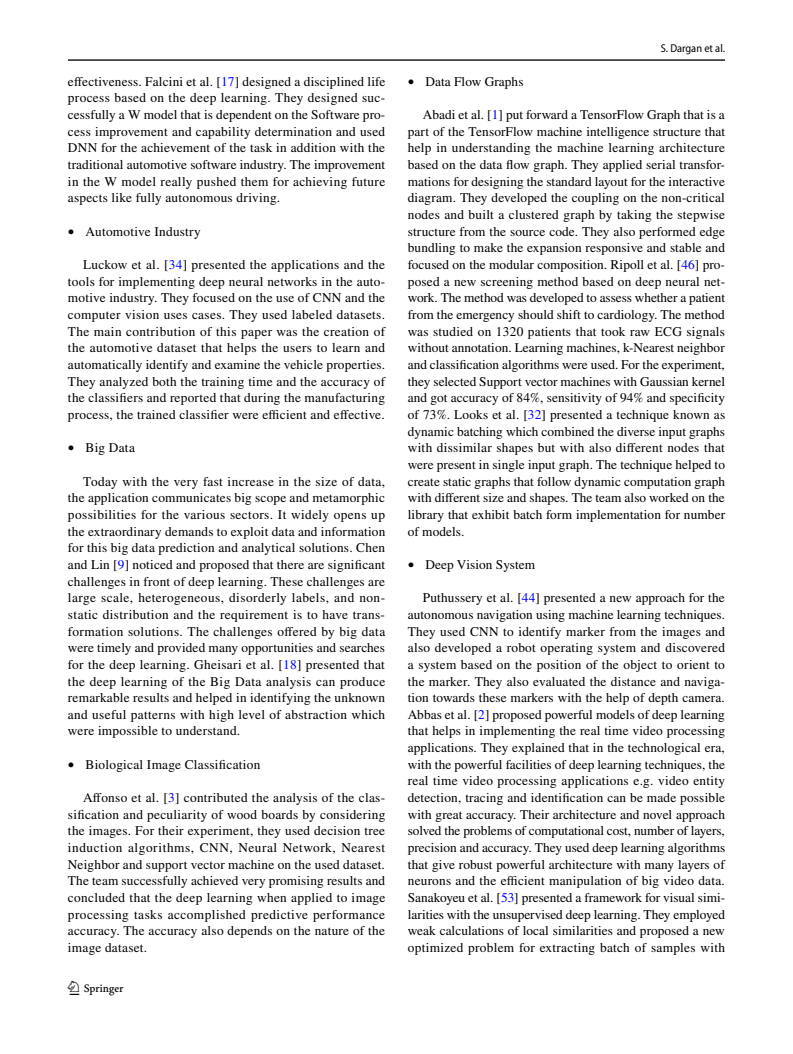 S. Dargan et al.
effectiveness. Falcini et al. [17] designed a disciplined life
process based on the deep learning. They designed suc-
cessfully a W model that is dependent on the Software pro-
cess improvement and capability determination and used
DNN for the achievement of the task in addition with the
traditional automotive software industry. The improvement
in the W model really pushed them for achieving future
aspects like fully autonomous driving.
• Automotive Industry
Luckow et al. [34] presented the applications and the
tools for implementing deep neural networks in the auto-
motive industry. They focused on the use of CNN and the
computer vision uses cases. They used labeled datasets.
The main contribution of this paper was the creation of
the automotive dataset that helps the users to learn and
automatically identify and examine the vehicle properties.
They analyzed both the training time and the accuracy of
the classifiers and reported that during the manufacturing
process, the trained classifier were efficient and effective.
• Big Data
Today with the very fast increase in the size of data,
the application communicates big scope and metamorphic
possibilities for the various sectors. It widely opens up
the extraordinary demands to exploit data and information
for this big data prediction and analytical solutions. Chen
and Lin [9] noticed and proposed that there are significant
challenges in front of deep learning. These challenges are
large scale, heterogeneous, disorderly labels, and non-
static distribution and the requirement is to have trans-
formation solutions. The challenges offered by big data
were timely and provided many opportunities and searches
for the deep learning. Gheisari et al. [18] presented that
the deep learning of the Big Data analysis can produce
remarkable results and helped in identifying the unknown
and useful patterns with high level of abstraction which
were impossible to understand.
• Biological Image Classification
Affonso et al. [3] contributed the analysis of the clas-
sification and peculiarity of wood boards by considering
the images. For their experiment, they used decision tree
induction algorithms, CNN, Neural Network, Nearest
Neighbor and support vector machine on the used dataset.
The team successfully achieved very promising results and
concluded that the deep learning when applied to image
processing tasks accomplished predictive performance
accuracy. The accuracy also depends on the nature of the
image dataset.
• Data Flow Graphs
Abadi et al. [1] put forward a TensorFlow Graph that is a
part of the TensorFlow machine intelligence structure that
help in understanding the machine learning architecture
based on the data flow graph. They applied serial transfor-
mations for designing the standard layout for the interactive
diagram. They developed the coupling on the non-critical
nodes and built a clustered graph by taking the stepwise
structure from the source code. They also performed edge
bundling to make the expansion responsive and stable and
focused on the modular composition. Ripoll et al. [46] pro-
posed a new screening method based on deep neural net-
work. The method was developed to assess whether a patient
from the emergency should shift to cardiology. The method
was studied on 1320 patients that took raw ECG signals
without annotation. Learning machines, k-Nearest neighbor
and classification algorithms were used. For the experiment,
they selected Support vector machines with Gaussian kernel
and got accuracy of 84%, sensitivity of 94% and specificity
of 73%. Looks et al. [32] presented a technique known as
dynamic batching which combined the diverse input graphs
with dissimilar shapes but with also different nodes that
were present in single input graph. The technique helped to
create static graphs that follow dynamic computation graph
with different size and shapes. The team also worked on the
library that exhibit batch form implementation for number
of models.
• Deep Vision System
Puthussery et al. [44] presented a new approach for the
autonomous navigation using machine learning techniques.
They used CNN to identify marker from the images and
also developed a robot operating system and discovered
a system based on the position of the object to orient to
the marker. They also evaluated the distance and naviga-
tion towards these markers with the help of depth camera.
Abbas et al. [2] proposed powerful models of deep learning
that helps in implementing the real time video processing
applications. They explained that in the technological era,
with the powerful facilities of deep learning techniques, the
real time video processing applications e.g. video entity
detection, tracing and identification can be made possible
with great accuracy. Their architecture and novel approach
solved the problems of computational cost, number of layers,
precision and accuracy. They used deep learning algorithms
that give robust powerful architecture with many layers of
neurons and the efficient manipulation of big video data.
Sanakoyeu et al. [53] presented a framework for visual simi-
larities with the unsupervised deep learning. They employed
weak calculations of local similarities and proposed a new
optimized problem for extracting batch of samples with
Springer